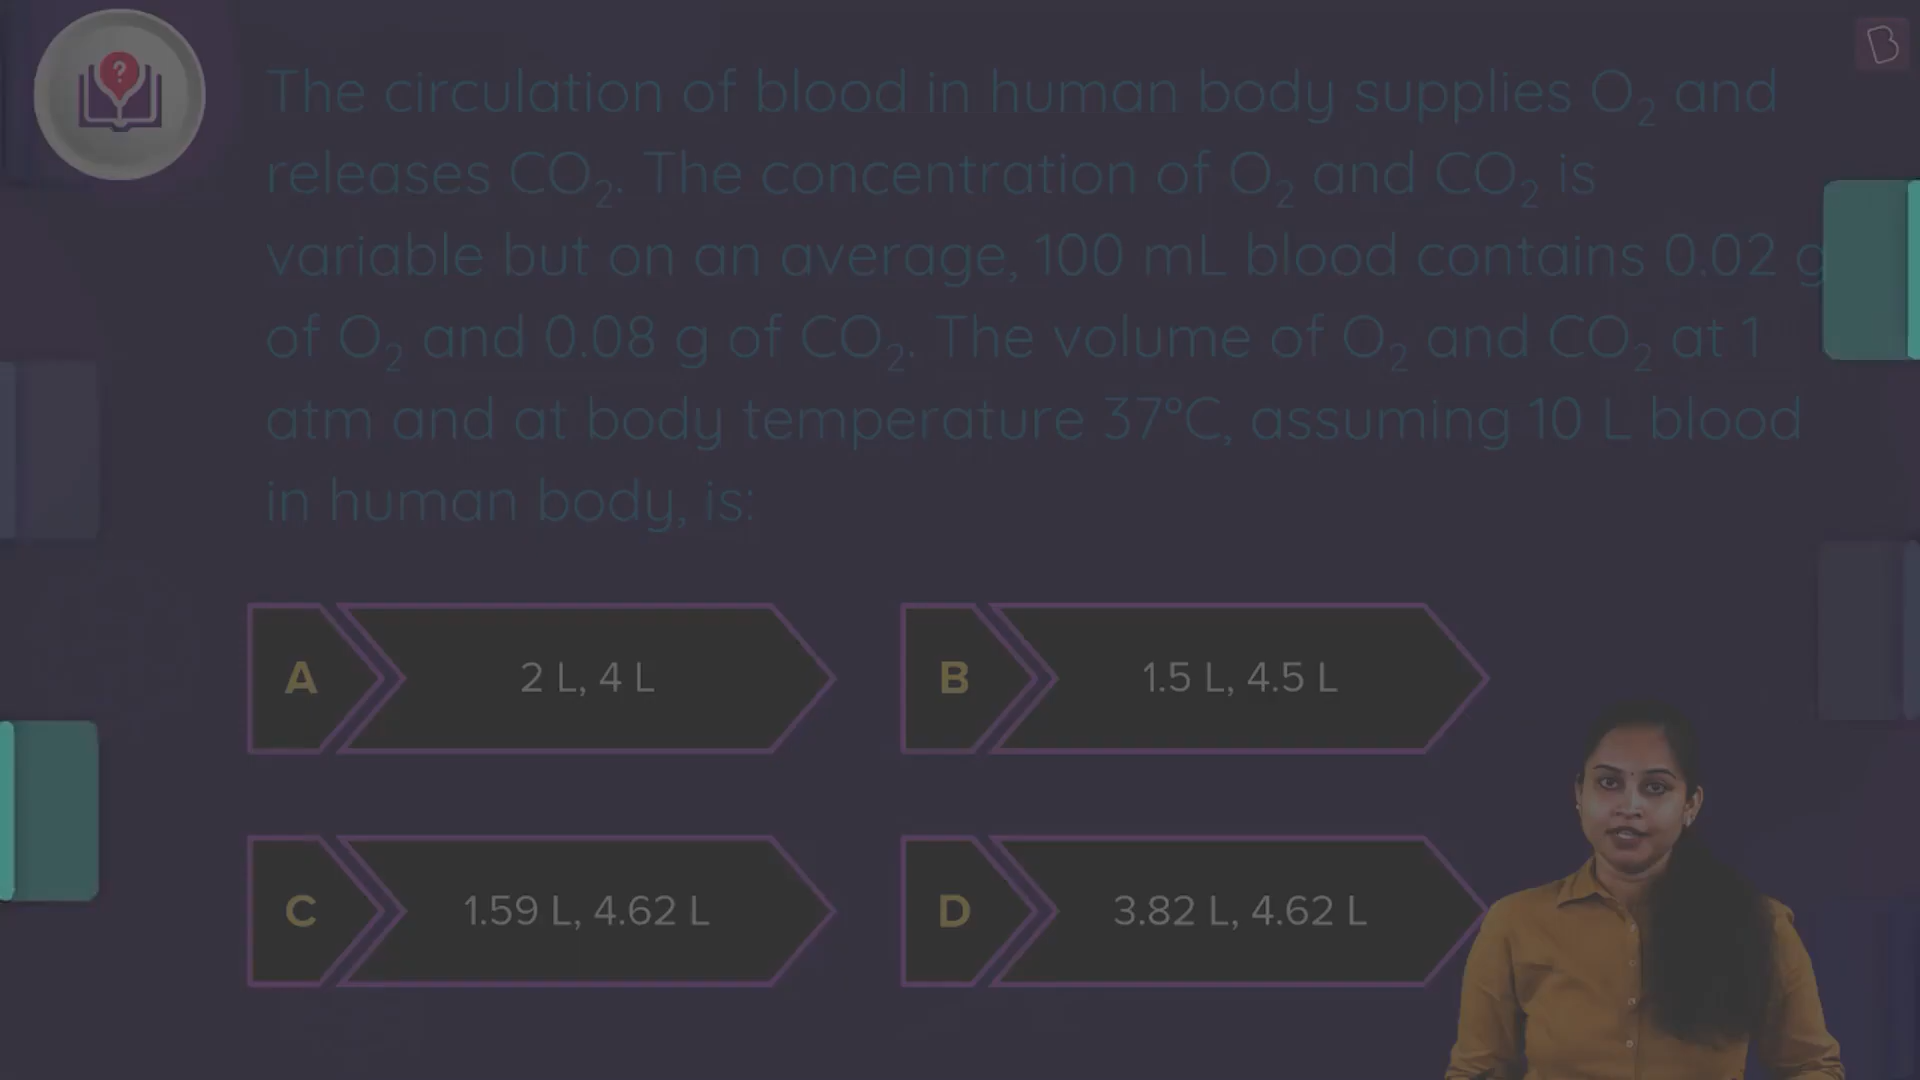 The circulation of blood in human body supplies O₂ and
releases CO₂. The concentration of O₂ and CO₂ is
variable but on an average, 100 mL blood contains 0.02 g
of O₂ and 0.08 g of CO₂. The volume of O₂ and CO₂ at 1
atm and at body temperature 37°C, assuming 10 L blood
in human body, is:
A 2 L, 4 L
B 1.5 L, 4.5 L
C 1.59 L, 4.62 L
D 3.82 L, 4.62 L
?
B